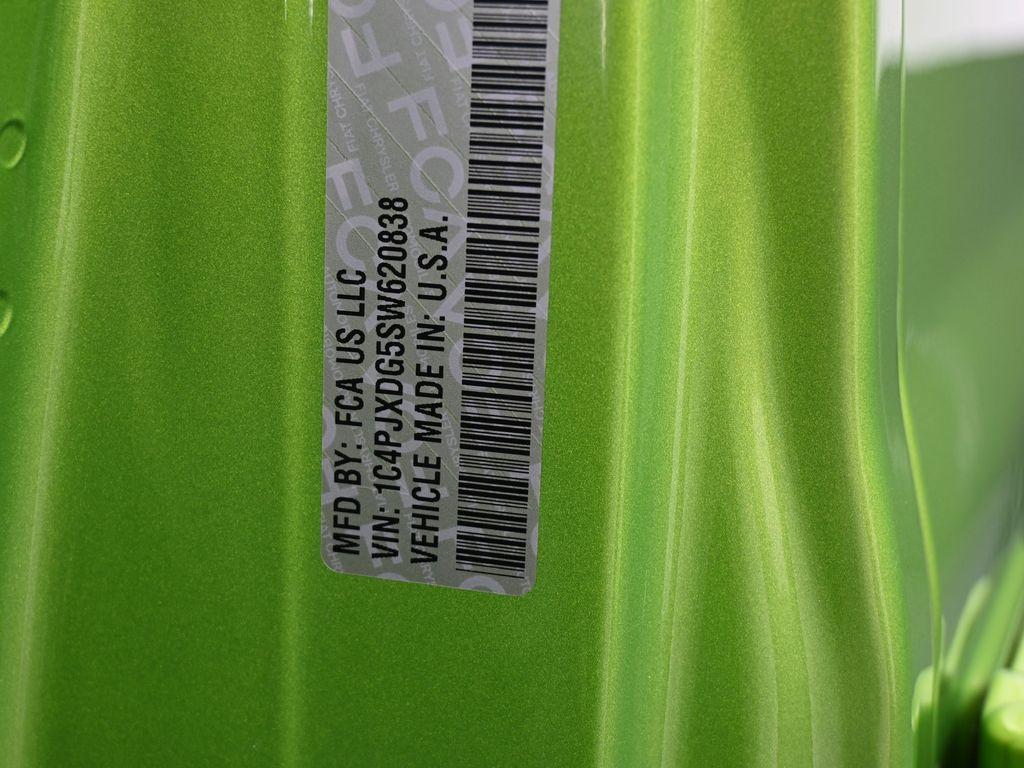 MFD BY: FCA US LLC
VIN: 1C4PJXDG5SW620838
VEHICLE MADE IN: U.S.A.